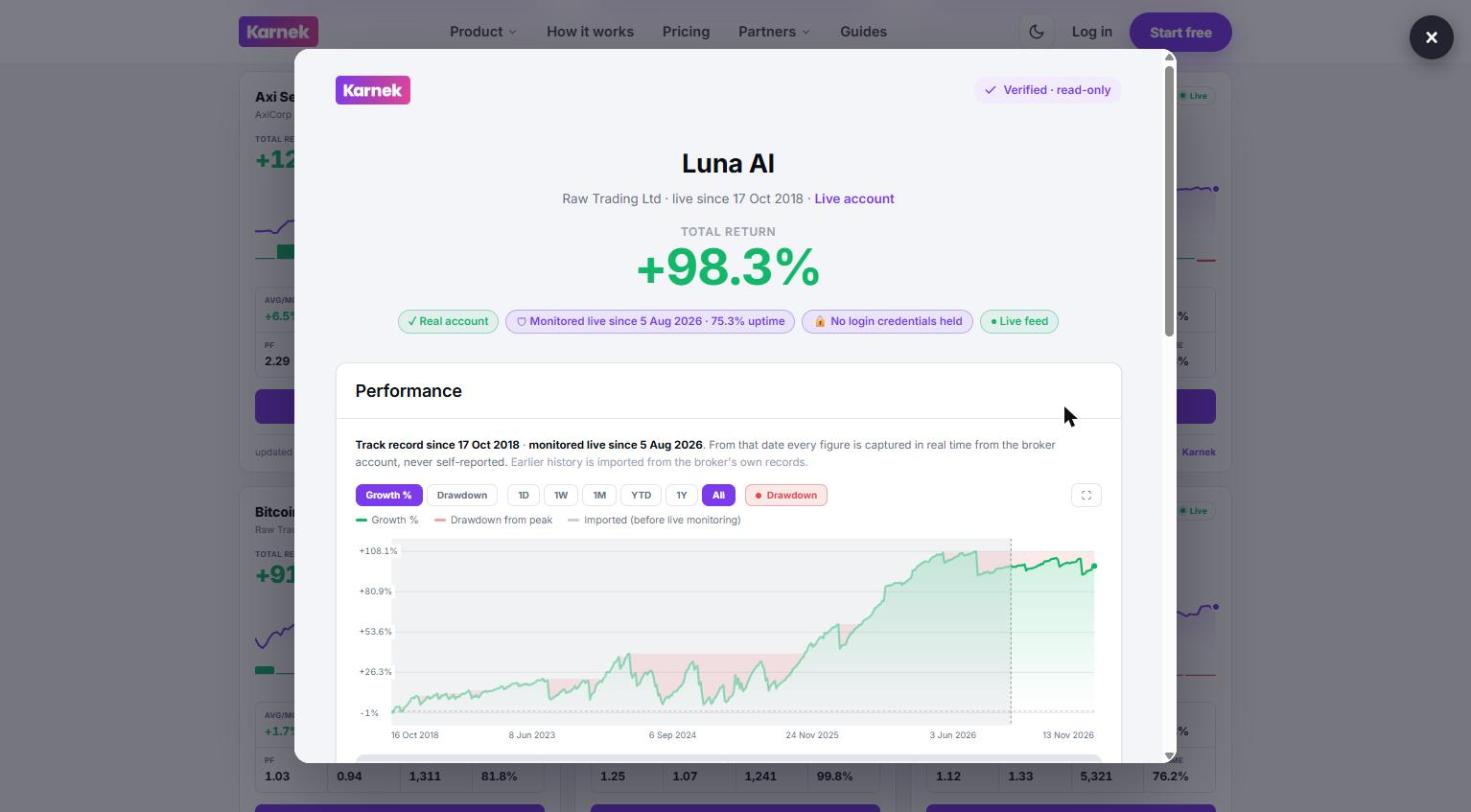 Karnek
Product How it works Pricing Partners Guides
Log in Start free
Axi Se
AxiCorp
TOTAL RE
+12
Live
AVG/MO
+6.5%
PF
2.29
updated
Karnek
Bitcoi
Raw Trad
TOTAL RE
+91
Live
AVG/MO
+1.7%
PF
1.03 0.94 1,311 81.8%
1.25 1.07 1,241 99.8%
1.12 1.33 5,321 76.2%
Karnek
Verified · read-only
Luna AI
Raw Trading Ltd · live since 17 Oct 2018 · Live account
TOTAL RETURN
+98.3%
✓ Real account
Monitored live since 5 Aug 2026 · 75.3% uptime
No login credentials held
Live feed
Performance
Track record since 17 Oct 2018 · monitored live since 5 Aug 2026. From that date every figure is captured in real time from the broker
account, never self-reported. Earlier history is imported from the broker's own records.
Growth % Drawdown 1D 1W 1M YTD 1Y All Drawdown
Growth % Drawdown from peak Imported (before live monitoring)
+108.1%
+80.9%
+53.6%
+26.3%
-1%
16 Oct 2018 8 Jun 2023 6 Sep 2024 24 Nov 2025 3 Jun 2026 13 Nov 2026